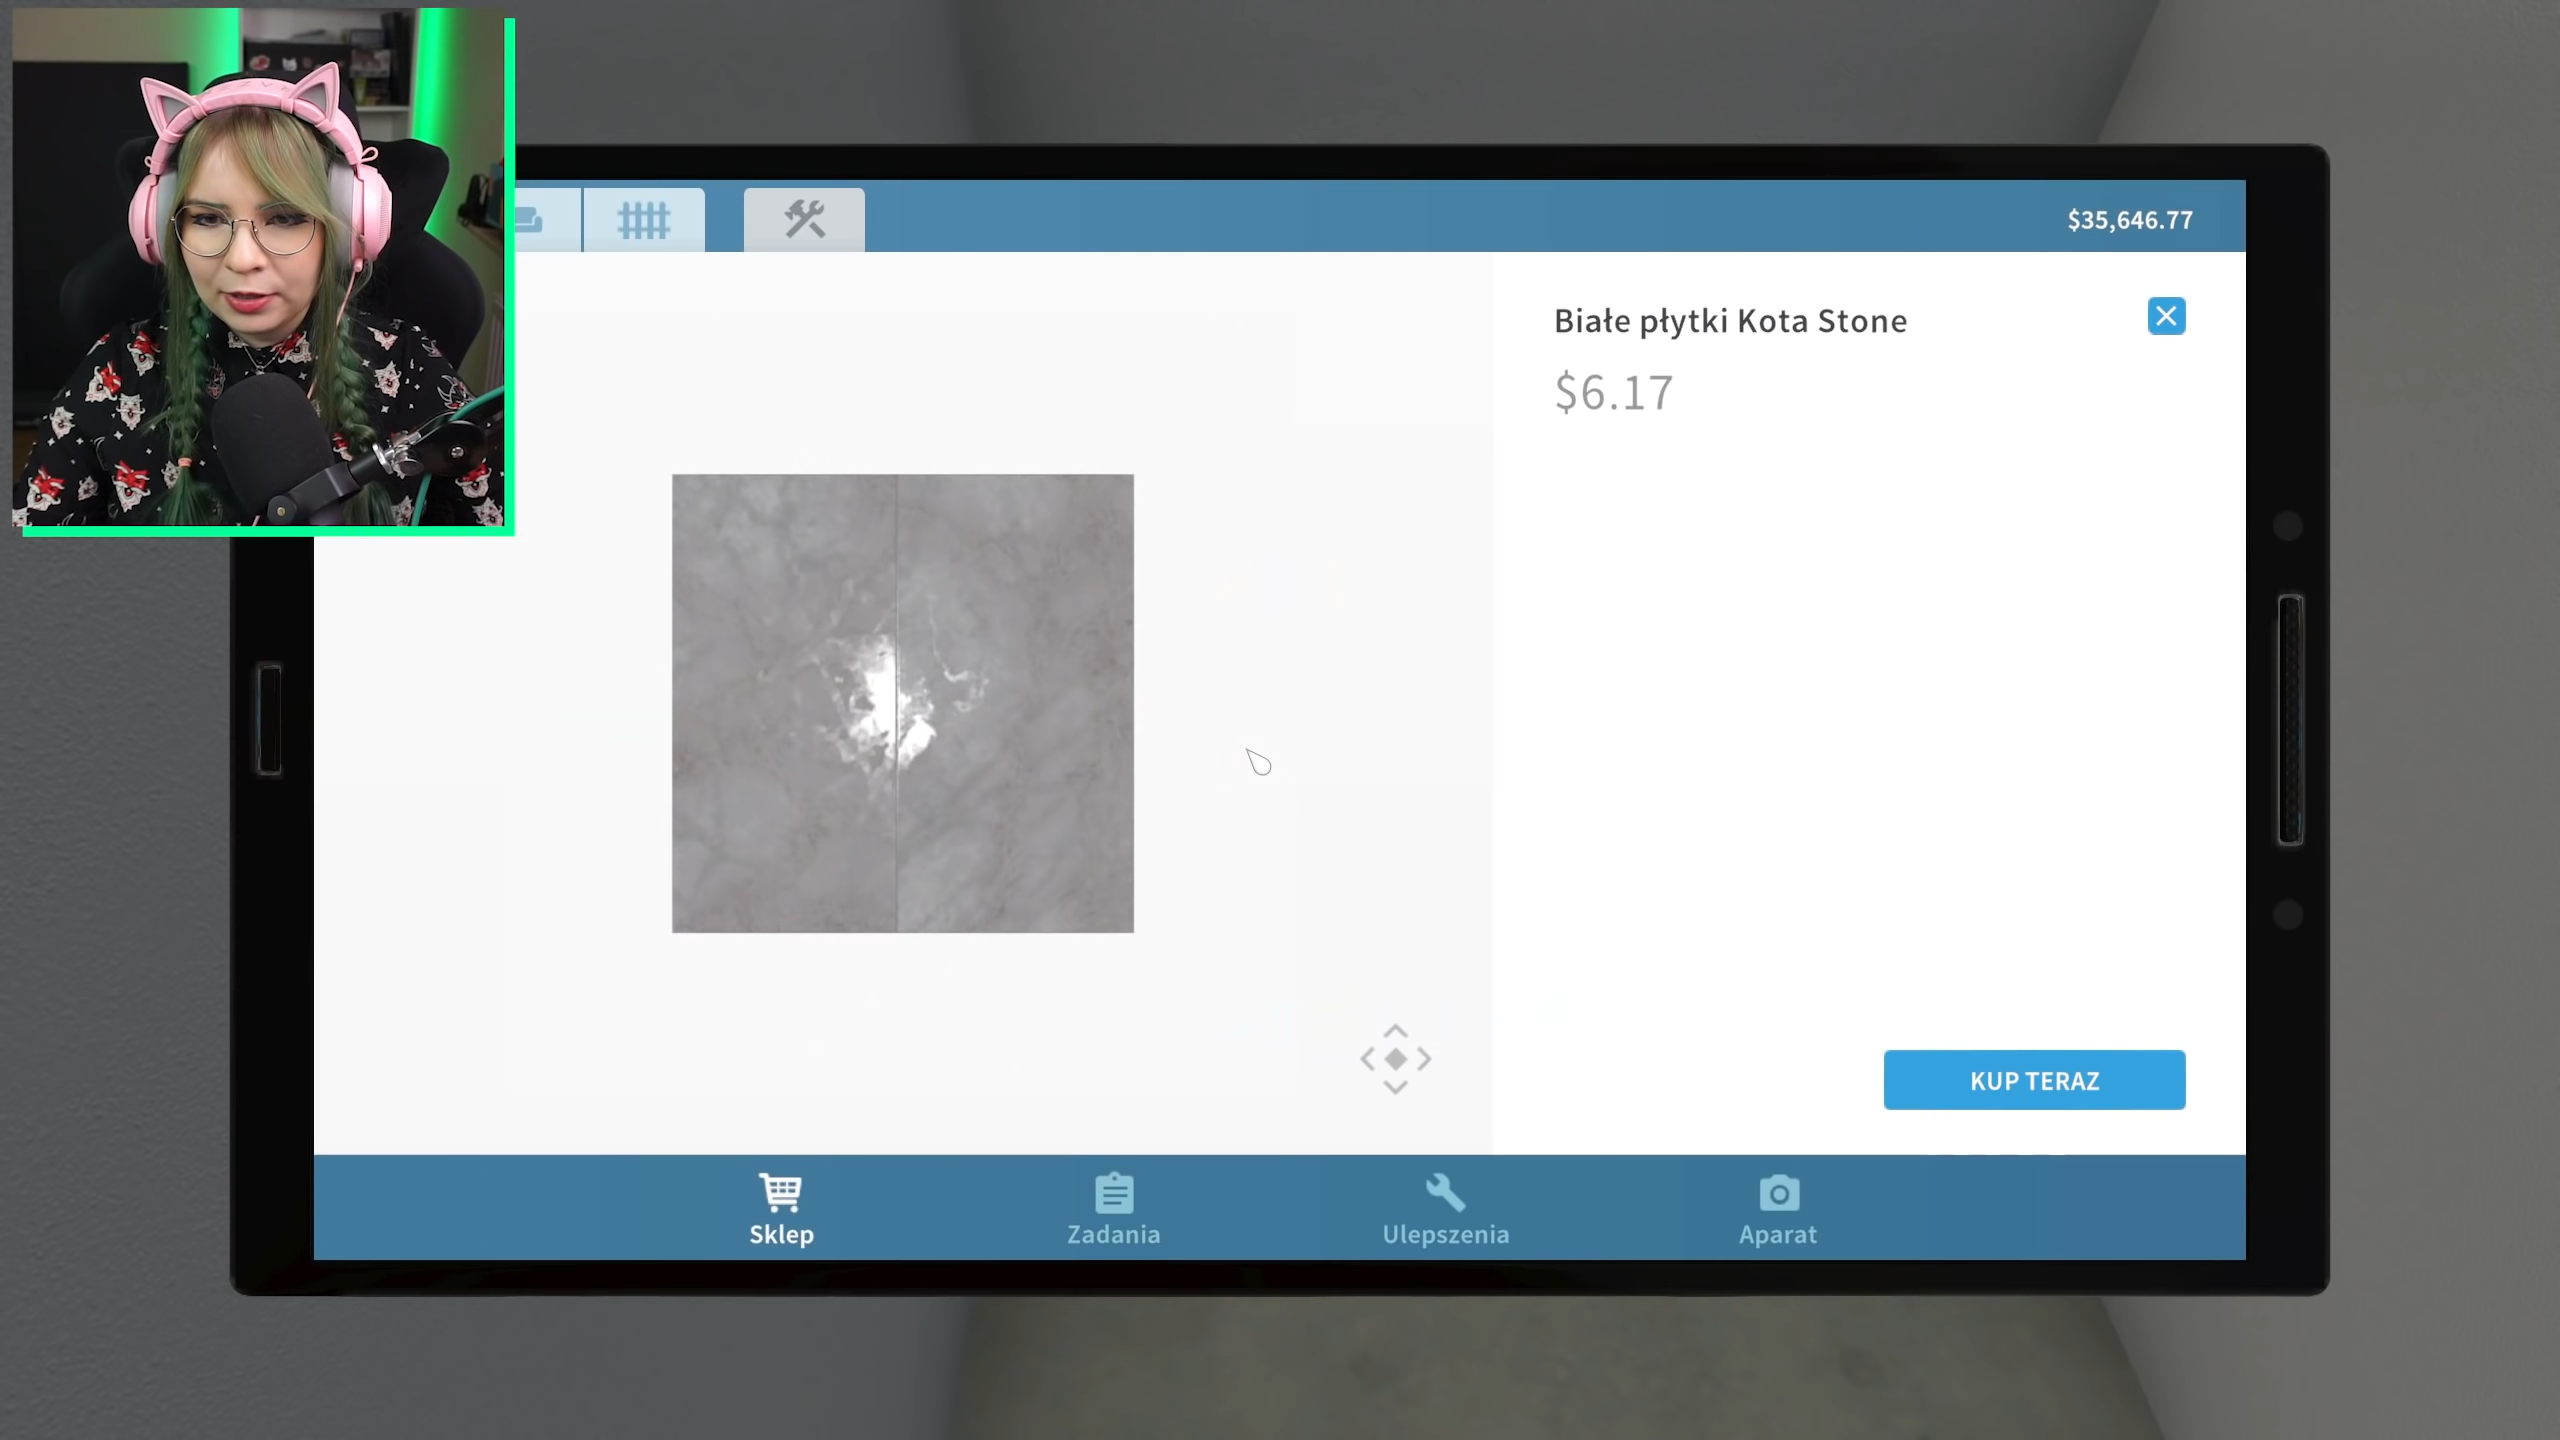 $35,646.77
Białe płytki Kota Stone
$6.17
KUP TERAZ
Sklep
Zadania
Ulepszenia
Aparat